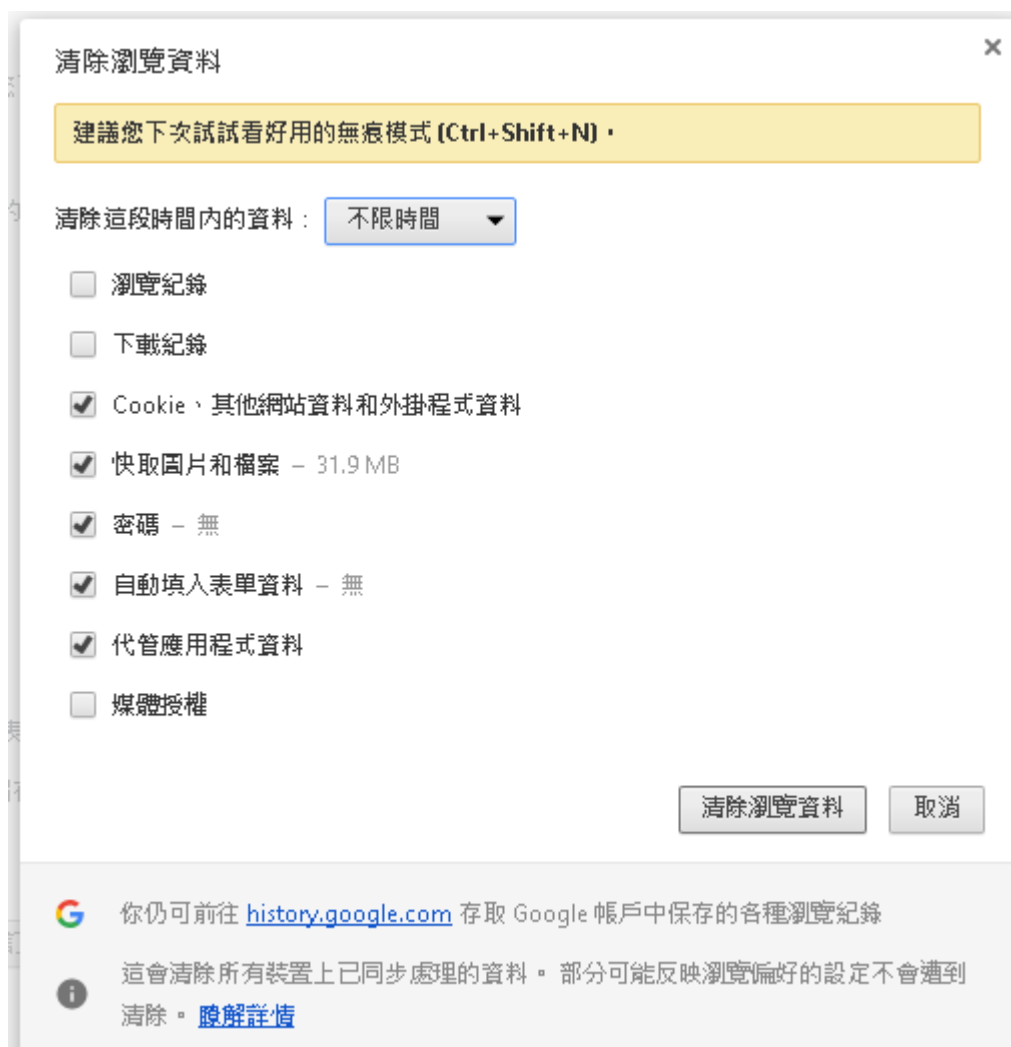 清除瀏覽資料
建議您下次試試看好用的無痕模式 (Ctrl+Shift+N)。
清除這段時間內的資料： 不限時間
瀏覽紀錄
下載紀錄
Cookie、其他網站資料和外掛程式資料
快取圖片和檔案 – 31.9 MB
密碼 – 無
自動填入表單資料 – 無
代管應用程式資料
媒體授權
清除瀏覽資料 取消
你仍可前往 history.google.com 存取 Google 帳戶中保存的各種瀏覽紀錄
這會清除所有裝置上已同步處理的資料。 部分可能反映瀏覽偏好的設定不會遭到
清除。 瞭解詳情